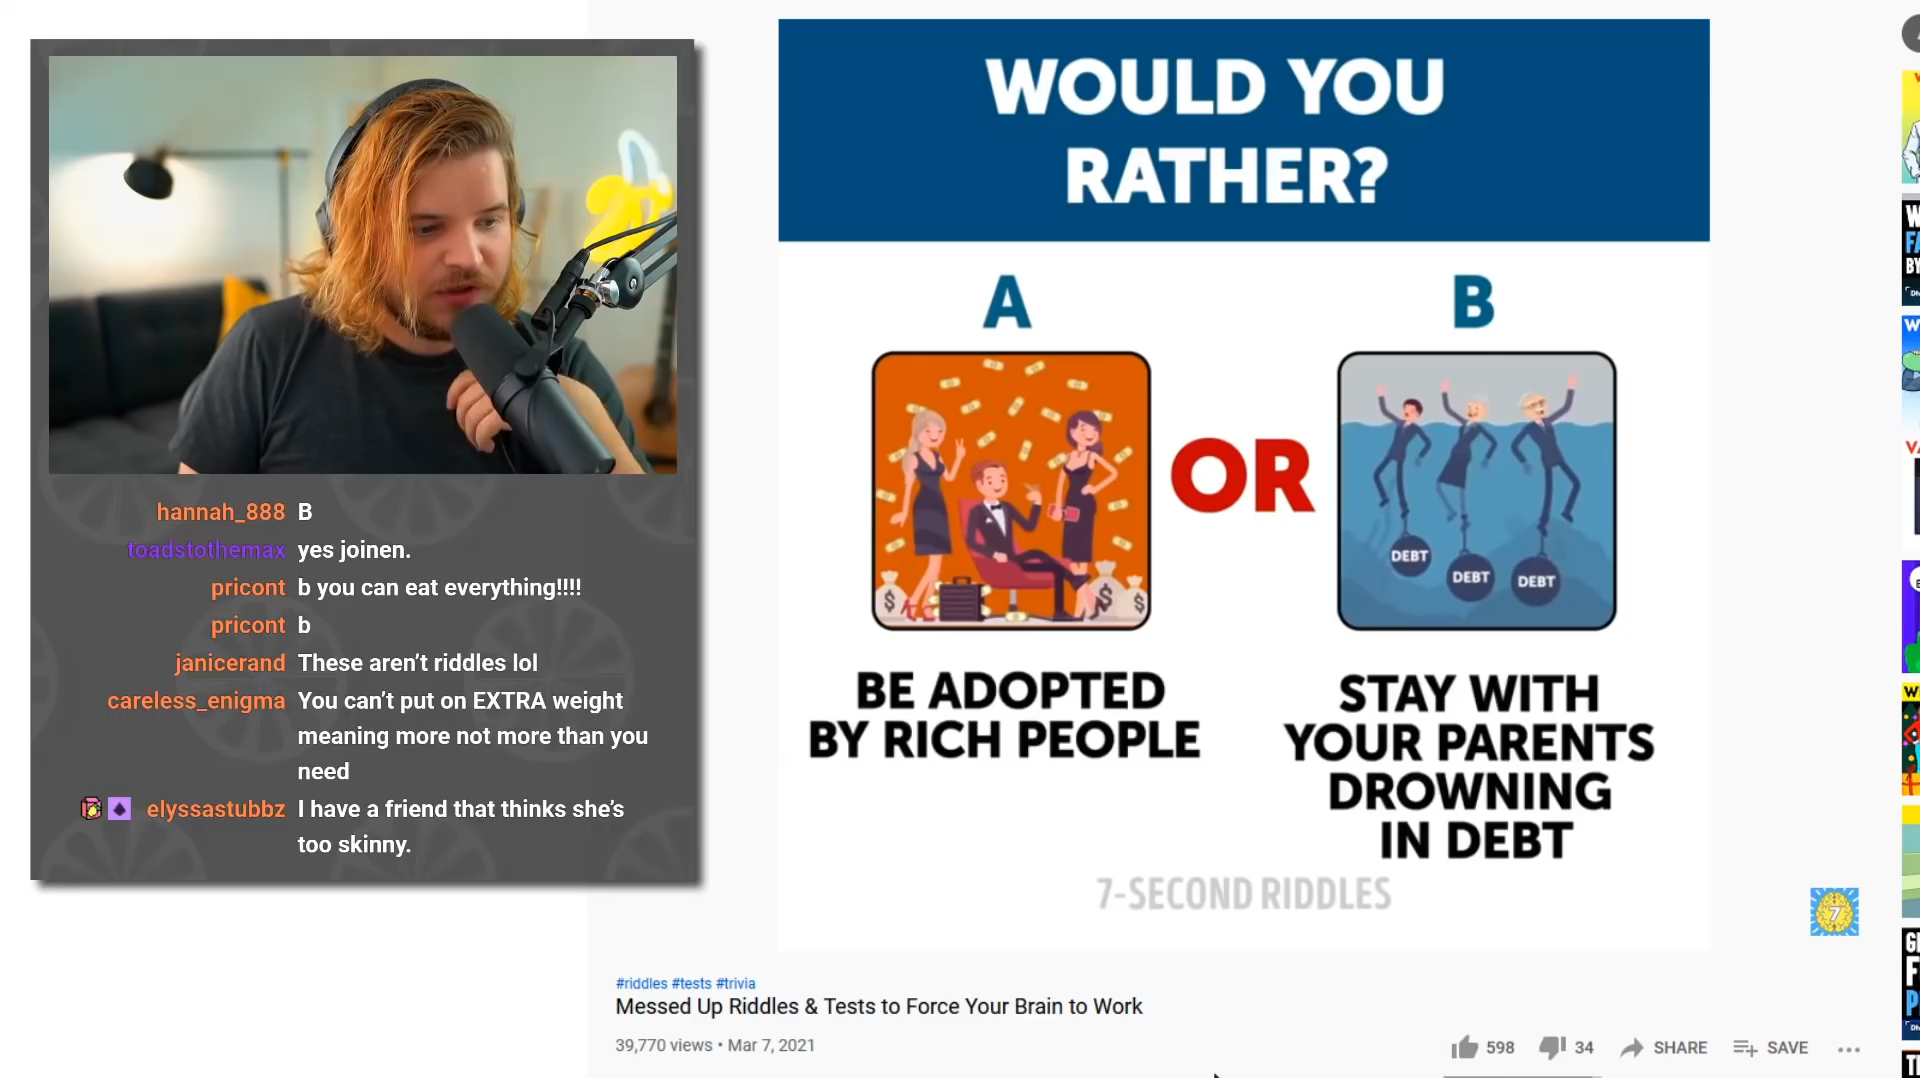 WOULD YOU
RATHER?
A
B
OR
DEBT
DEBT
DEBT
$
$
$
BE ADOPTED
BY RICH PEOPLE
STAY WITH
YOUR PARENTS
DROWNING
IN DEBT
7-SECOND RIDDLES
7
hannah_888 B
toadstothemax yes joinen.
pricont b you can eat everything!!!!
pricont b
janicerand These aren't riddles lol
careless_enigma You can't put on EXTRA weight
meaning more not more than you
need
elyssastubbz I have a friend that thinks she's
too skinny.
#riddles #tests #trivia
Messed Up Riddles & Tests to Force Your Brain to Work
39,770 views • Mar 7, 2021
598 34 SHARE SAVE